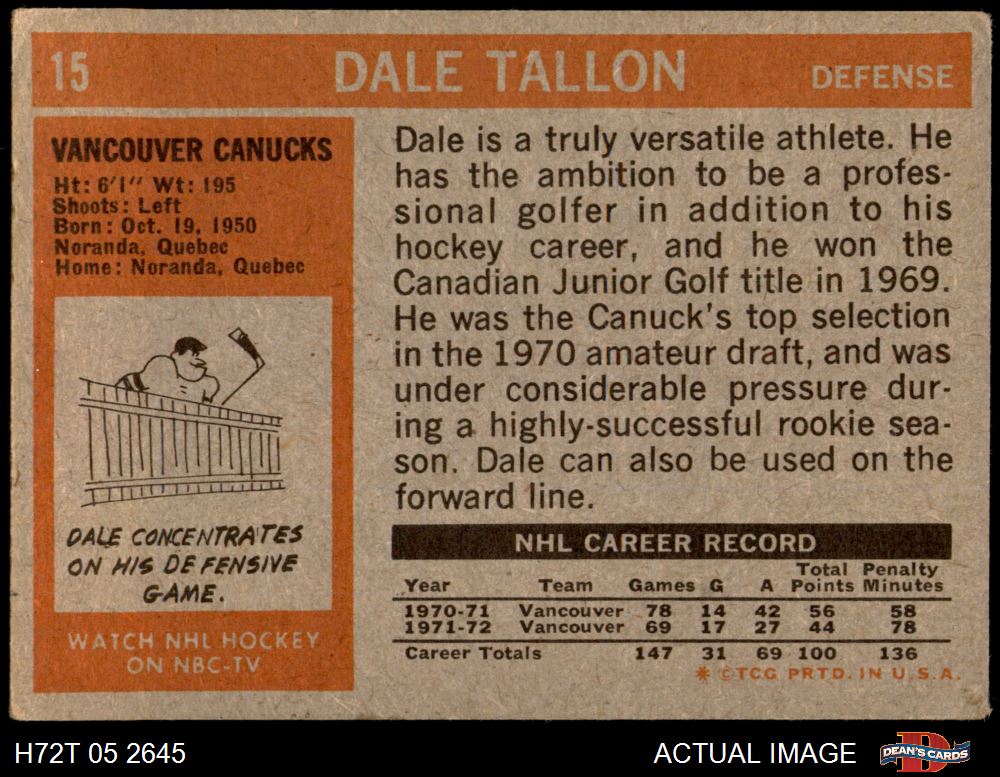 15 DALE TALLON DEFENSE
VANCOUVER CANUCKS
Ht: 6'1" Wt: 195
Shoots: Left
Born: Oct. 19, 1950
Noranda, Quebec
Home: Noranda, Quebec
DALE CONCENTRATES
ON HIS DEFENSIVE
GAME.
WATCH NHL HOCKEY
ON NBC-TV
Dale is a truly versatile athlete. He
has the ambition to be a profes-
sional golfer in addition to his
hockey career, and he won the
Canadian Junior Golf title in 1969.
He was the Canuck's top selection
in the 1970 amateur draft, and was
under considerable pressure dur-
ing a highly-successful rookie sea-
son. Dale can also be used on the
forward line.
NHL CAREER RECORD
Year Team Games G A Total Points Penalty Minutes
1970-71 Vancouver 78 14 42 56 58
1971-72 Vancouver 69 17 27 44 78
Career Totals 147 31 69 100 136
* ©TCG PRTD. IN U.S.A.
H72T 05 2645 ACTUAL IMAGE DEAN'S CARDS